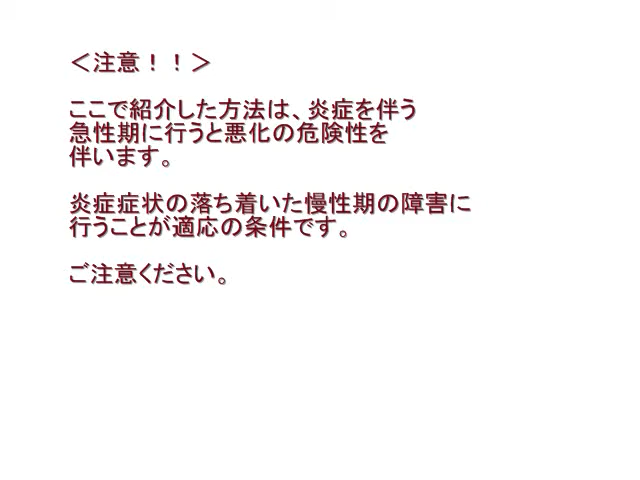 ＜注意！！＞
ここで紹介した方法は、炎症を伴う
急性期に行うと悪化の危険性を
伴います。
炎症症状の落ち着いた慢性期の障害に
行うことが適応の条件です。
ご注意ください。